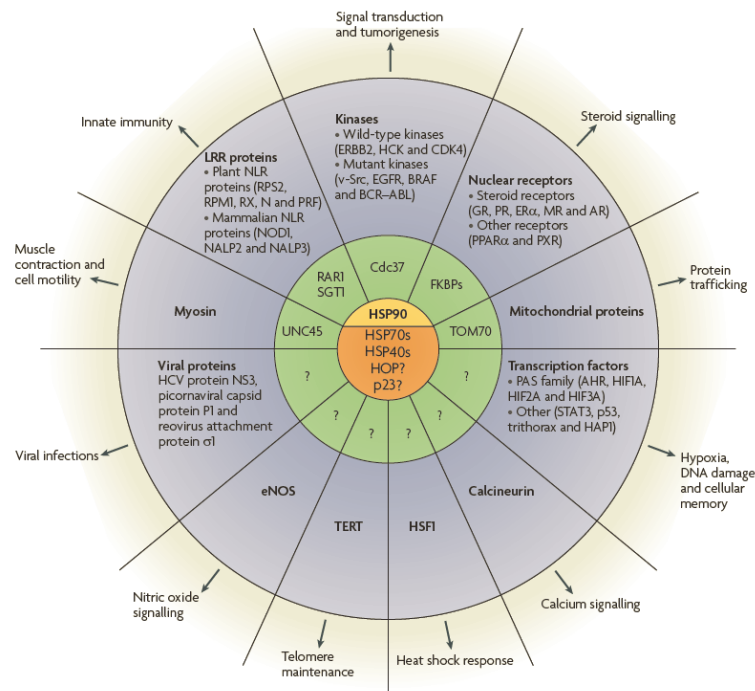 Signal transduction
and tumorigenesis
Innate immunity
Steroid signalling
Kinases
• Wild-type kinases
(ERBB2, HCK and CDK4)
• Mutant kinases
(v-Src, EGFR, BRAF
and BCR–ABL)
LRR proteins
• Plant NLR
proteins (RPS2,
RPM1, RX, N and PRF)
• Mammalian NLR
proteins (NOD1,
NALP2 and NALP3)
Nuclear receptors
• Steroid receptors
(GR, PR, ERα, MR and AR)
• Other receptors
(PPARα and PXR)
Muscle
contraction and
cell motility
Protein
trafficking
RAR1
SGT1
Cdc37
FKBPs
Myosin
UNC45
HSP90
TOM70
Mitochondrial proteins
HSP70s
HSP40s
HOP?
p23?
Viral proteins
HCV protein NS3,
picornaviral capsid
protein P1 and
reovirus attachment
protein σ1
?
?
?
?
?
?
Transcription factors
• PAS family (AHR, HIF1A,
HIF2A and HIF3A)
• Other (STAT3, p53,
trithorax and HAP1)
Viral infections
Hypoxia,
DNA damage
and cellular
memory
eNOS
TERT
HSF1
Calcineurin
Nitric oxide
signalling
Telomere
maintenance
Heat shock response
Calcium signalling